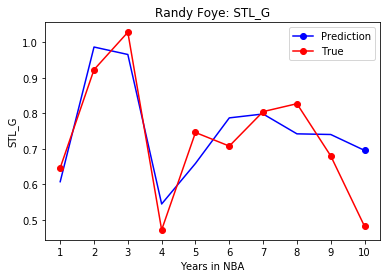 Randy Foye: STL_G
Prediction
True
STL_G
1.0
0.9
0.8
0.7
0.6
0.5
1 2 3 4 5 6 7 8 9 10
Years in NBA